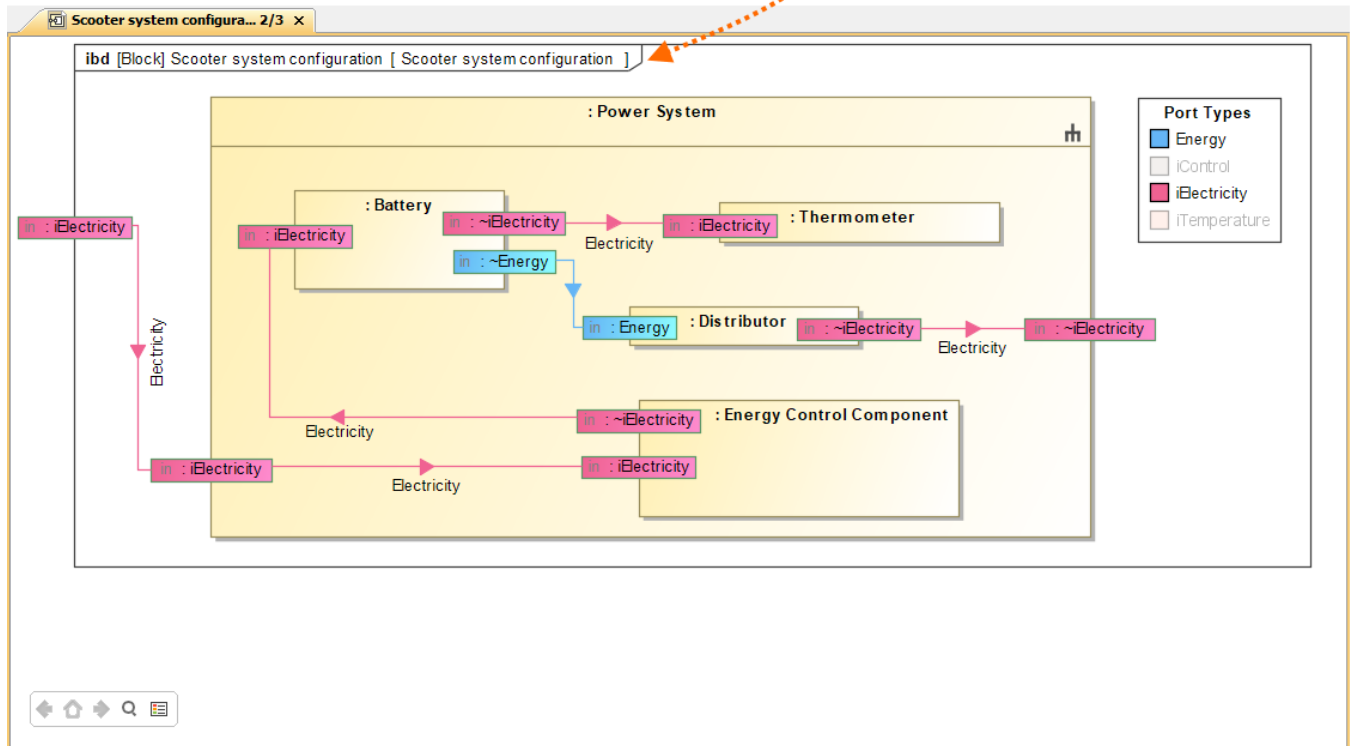 Scooter system configura... 2/3 ×
ibd [Block] Scooter system configuration [ Scooter system configuration ]
: Power System
Port Types
Energy
iControl
iElectricity
iTemperature
: Battery
in : ~iElectricity
Electricity
in : iElectricity
: Thermometer
in : iElectricity
in : iElectricity
in : ~Energy
in : Energy
: Distributor
in : ~iElectricity
Electricity
in : ~iElectricity
Electricity
in : ~iElectricity
: Energy Control Component
Electricity
in : iElectricity
Electricity
in : iElectricity